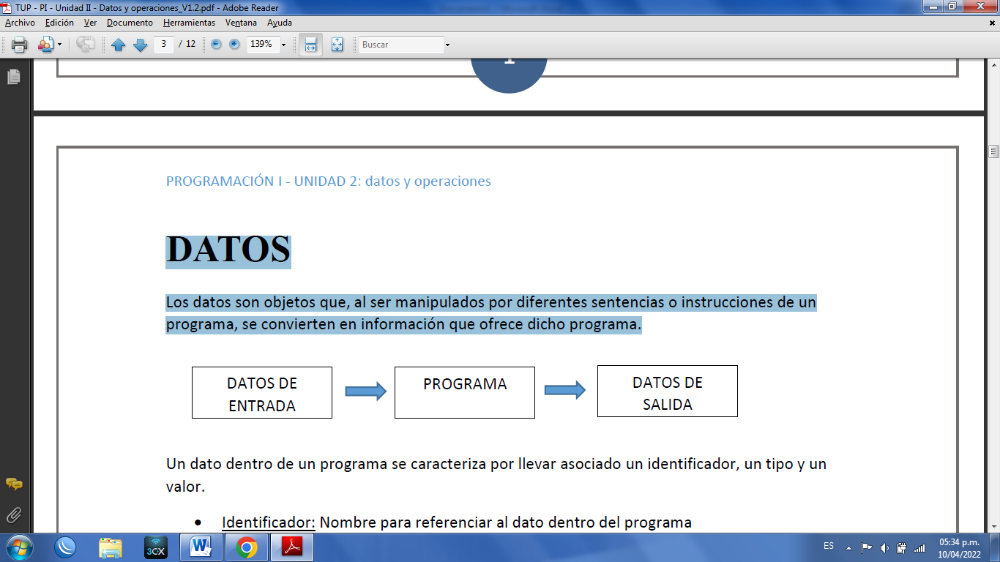 TUP - PI - Unidad II - Datos y operaciones_V1.2.pdf - Adobe Reader
Archivo Edición Ver Documento Herramientas Ventana Ayuda
3 / 12 139% Buscar
1
PROGRAMACIÓN I - UNIDAD 2: datos y operaciones
DATOS
Los datos son objetos que, al ser manipulados por diferentes sentencias o instrucciones de un
programa, se convierten en información que ofrece dicho programa.
DATOS DE
ENTRADA
PROGRAMA
DATOS DE
SALIDA
Un dato dentro de un programa se caracteriza por llevar asociado un identificador, un tipo y un
valor.
• Identificador: Nombre para referenciar al dato dentro del programa
3CX
W
ES
05:34 p.m.
10/04/2022